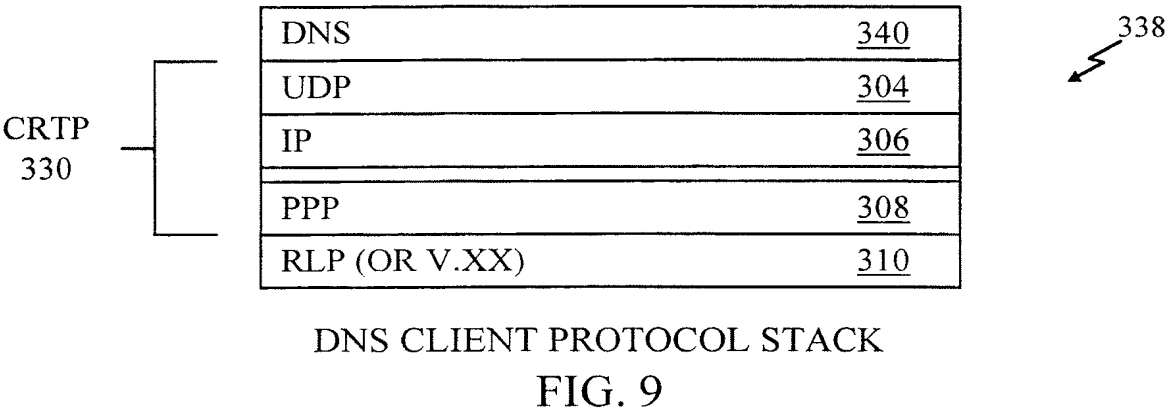 DNS 340
338
UDP 304
CRTP
330
IP 306
PPP 308
RLP (OR V.XX) 310
DNS CLIENT PROTOCOL STACK
FIG. 9